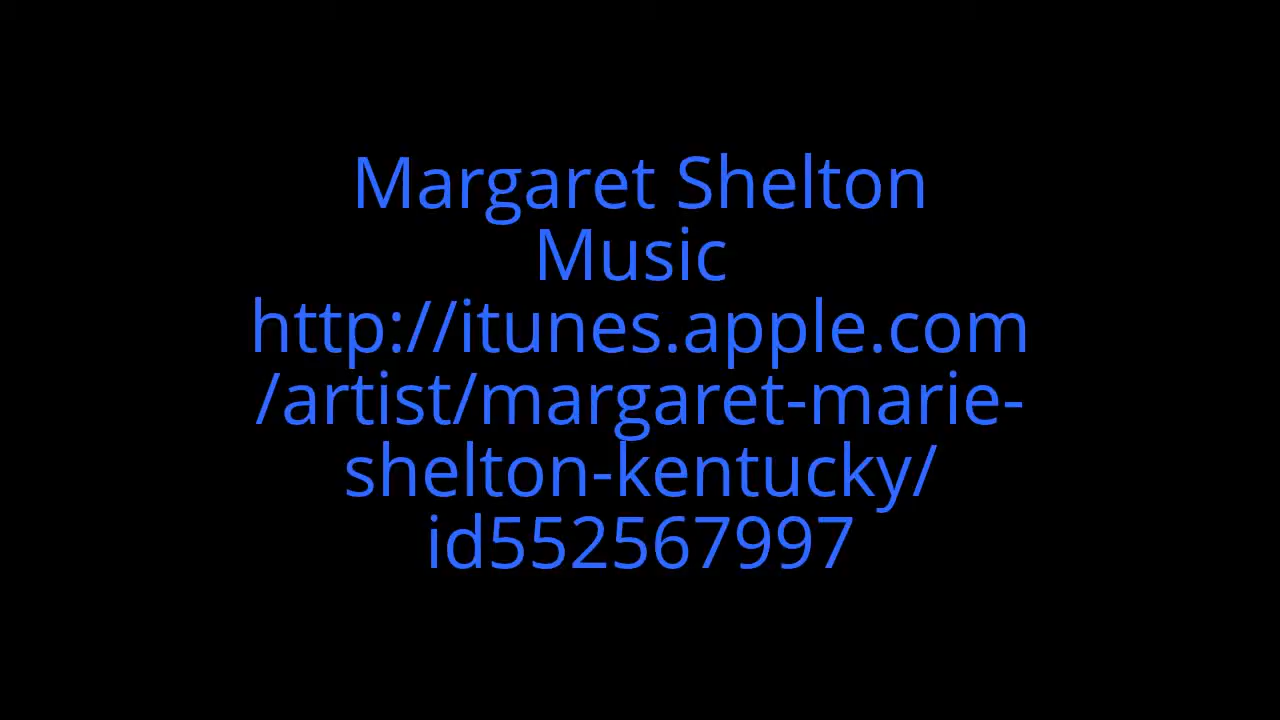 Margaret Shelton
Music
http://itunes.apple.com
/artist/margaret-marie-
shelton-kentucky/
id552567997